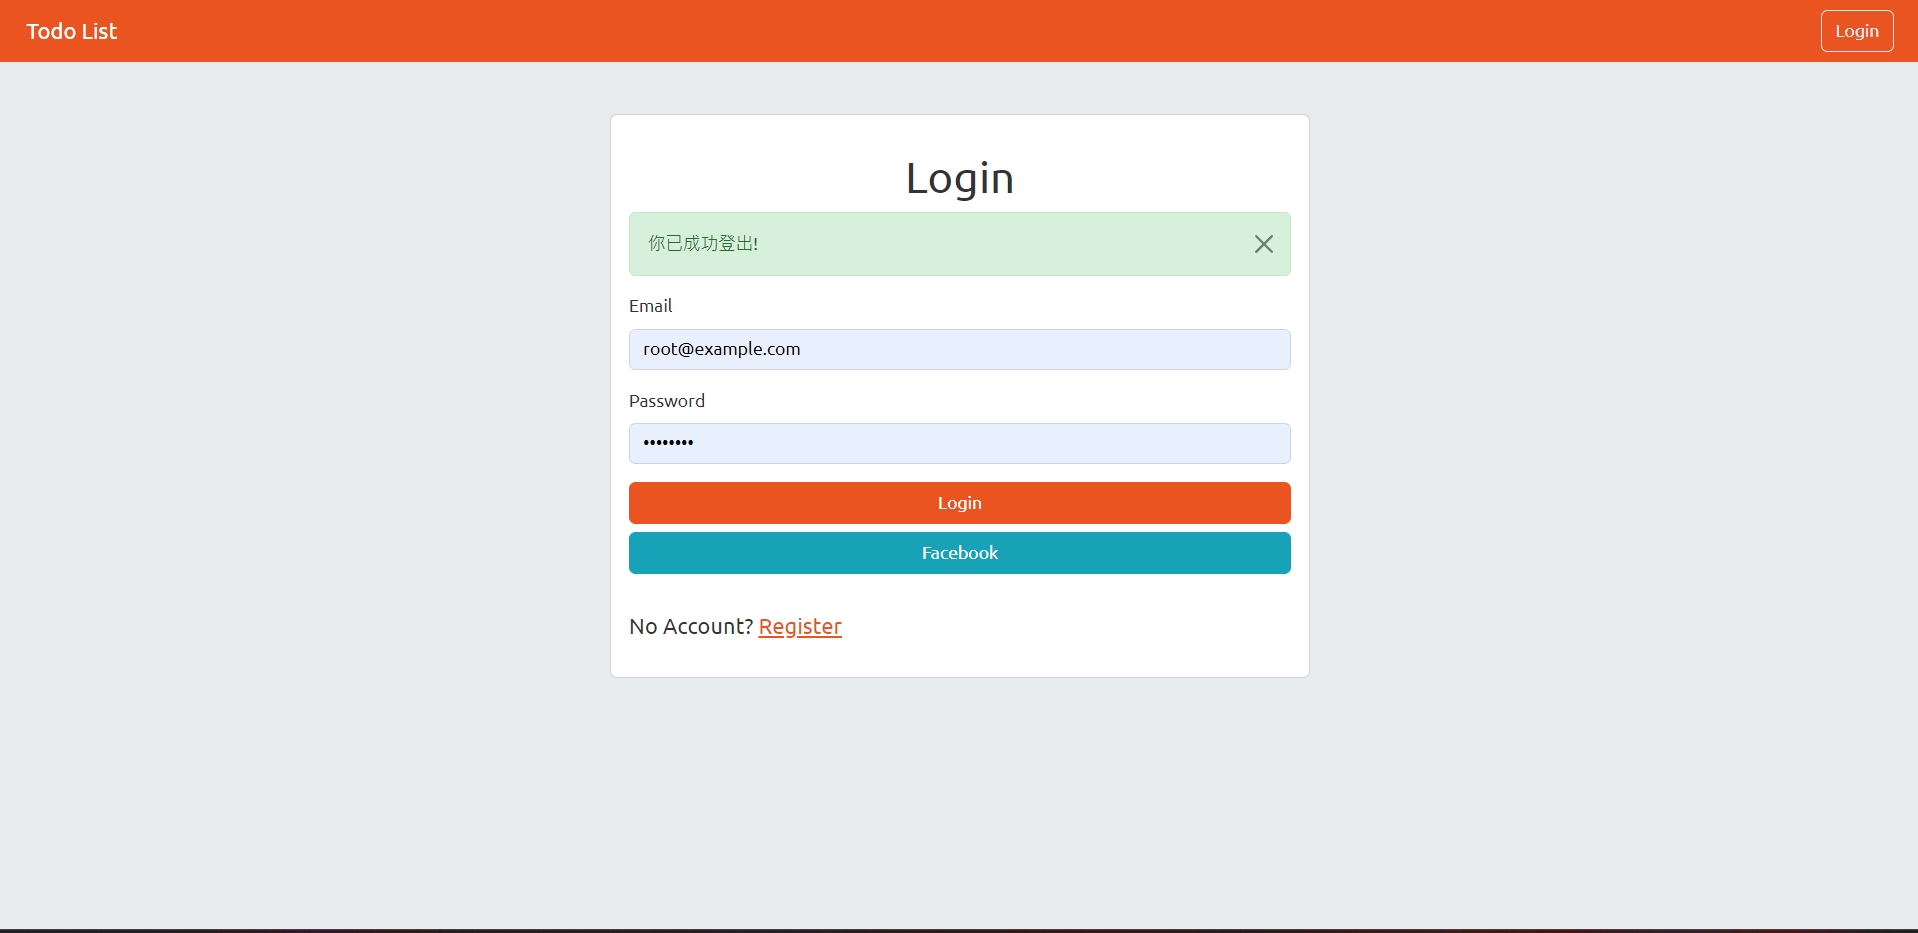 Todo List
Login
Login
你已成功登出!
Email
root@example.com
Password
••••••••
Login
Facebook
No Account? Register